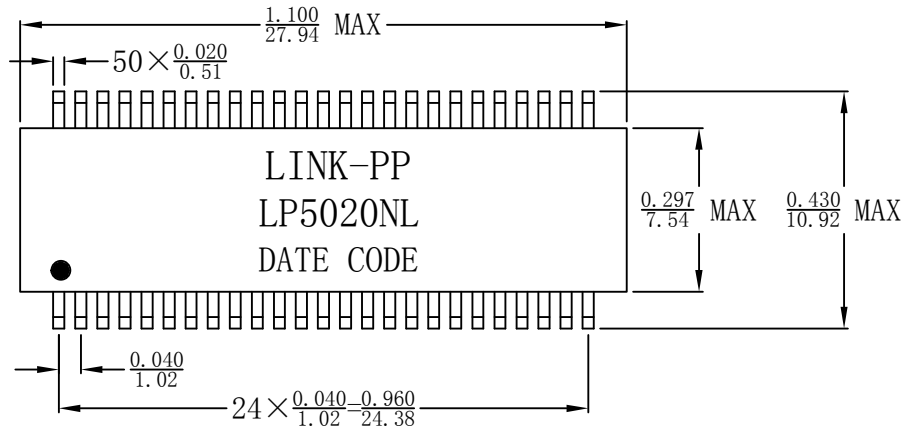 1.100
27.94 MAX
50×0.020
0.51
LINK-PP
LP5020NL
DATE CODE
0.297
7.54 MAX
0.430
10.92 MAX
0.040
1.02
24×0.040=0.960
1.02 24.38